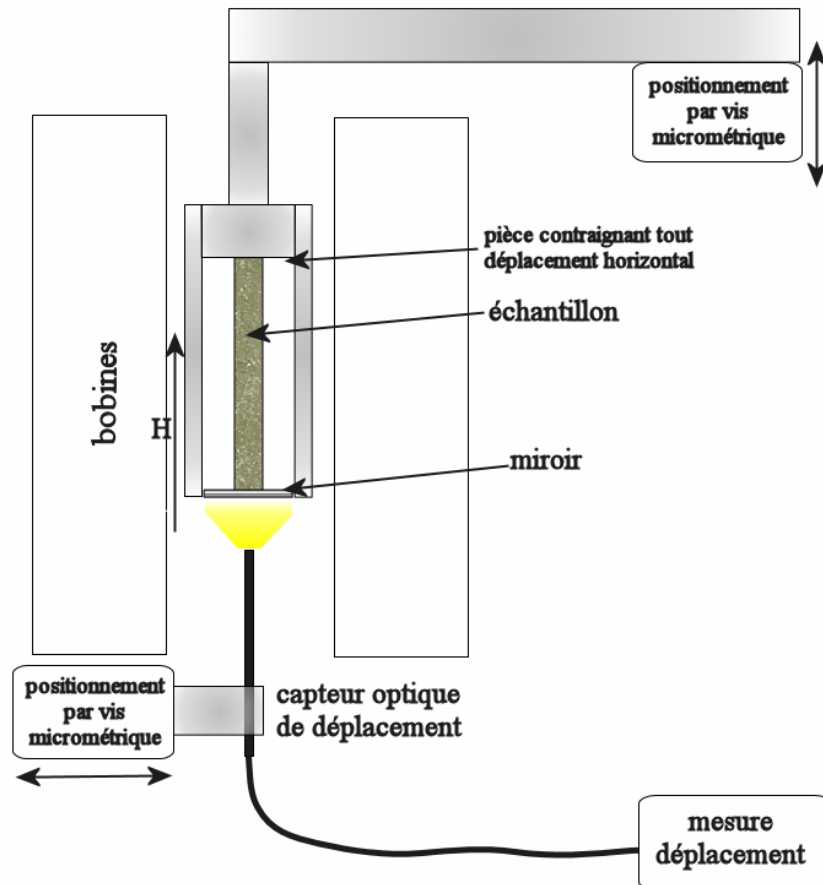 positionnement
par vis
micrométrique
pièce contraignant tout
déplacement horizontal
échantillon
bobines
H
miroir
positionnement
par vis
micrométrique
capteur optique
de déplacement
mesure
déplacement